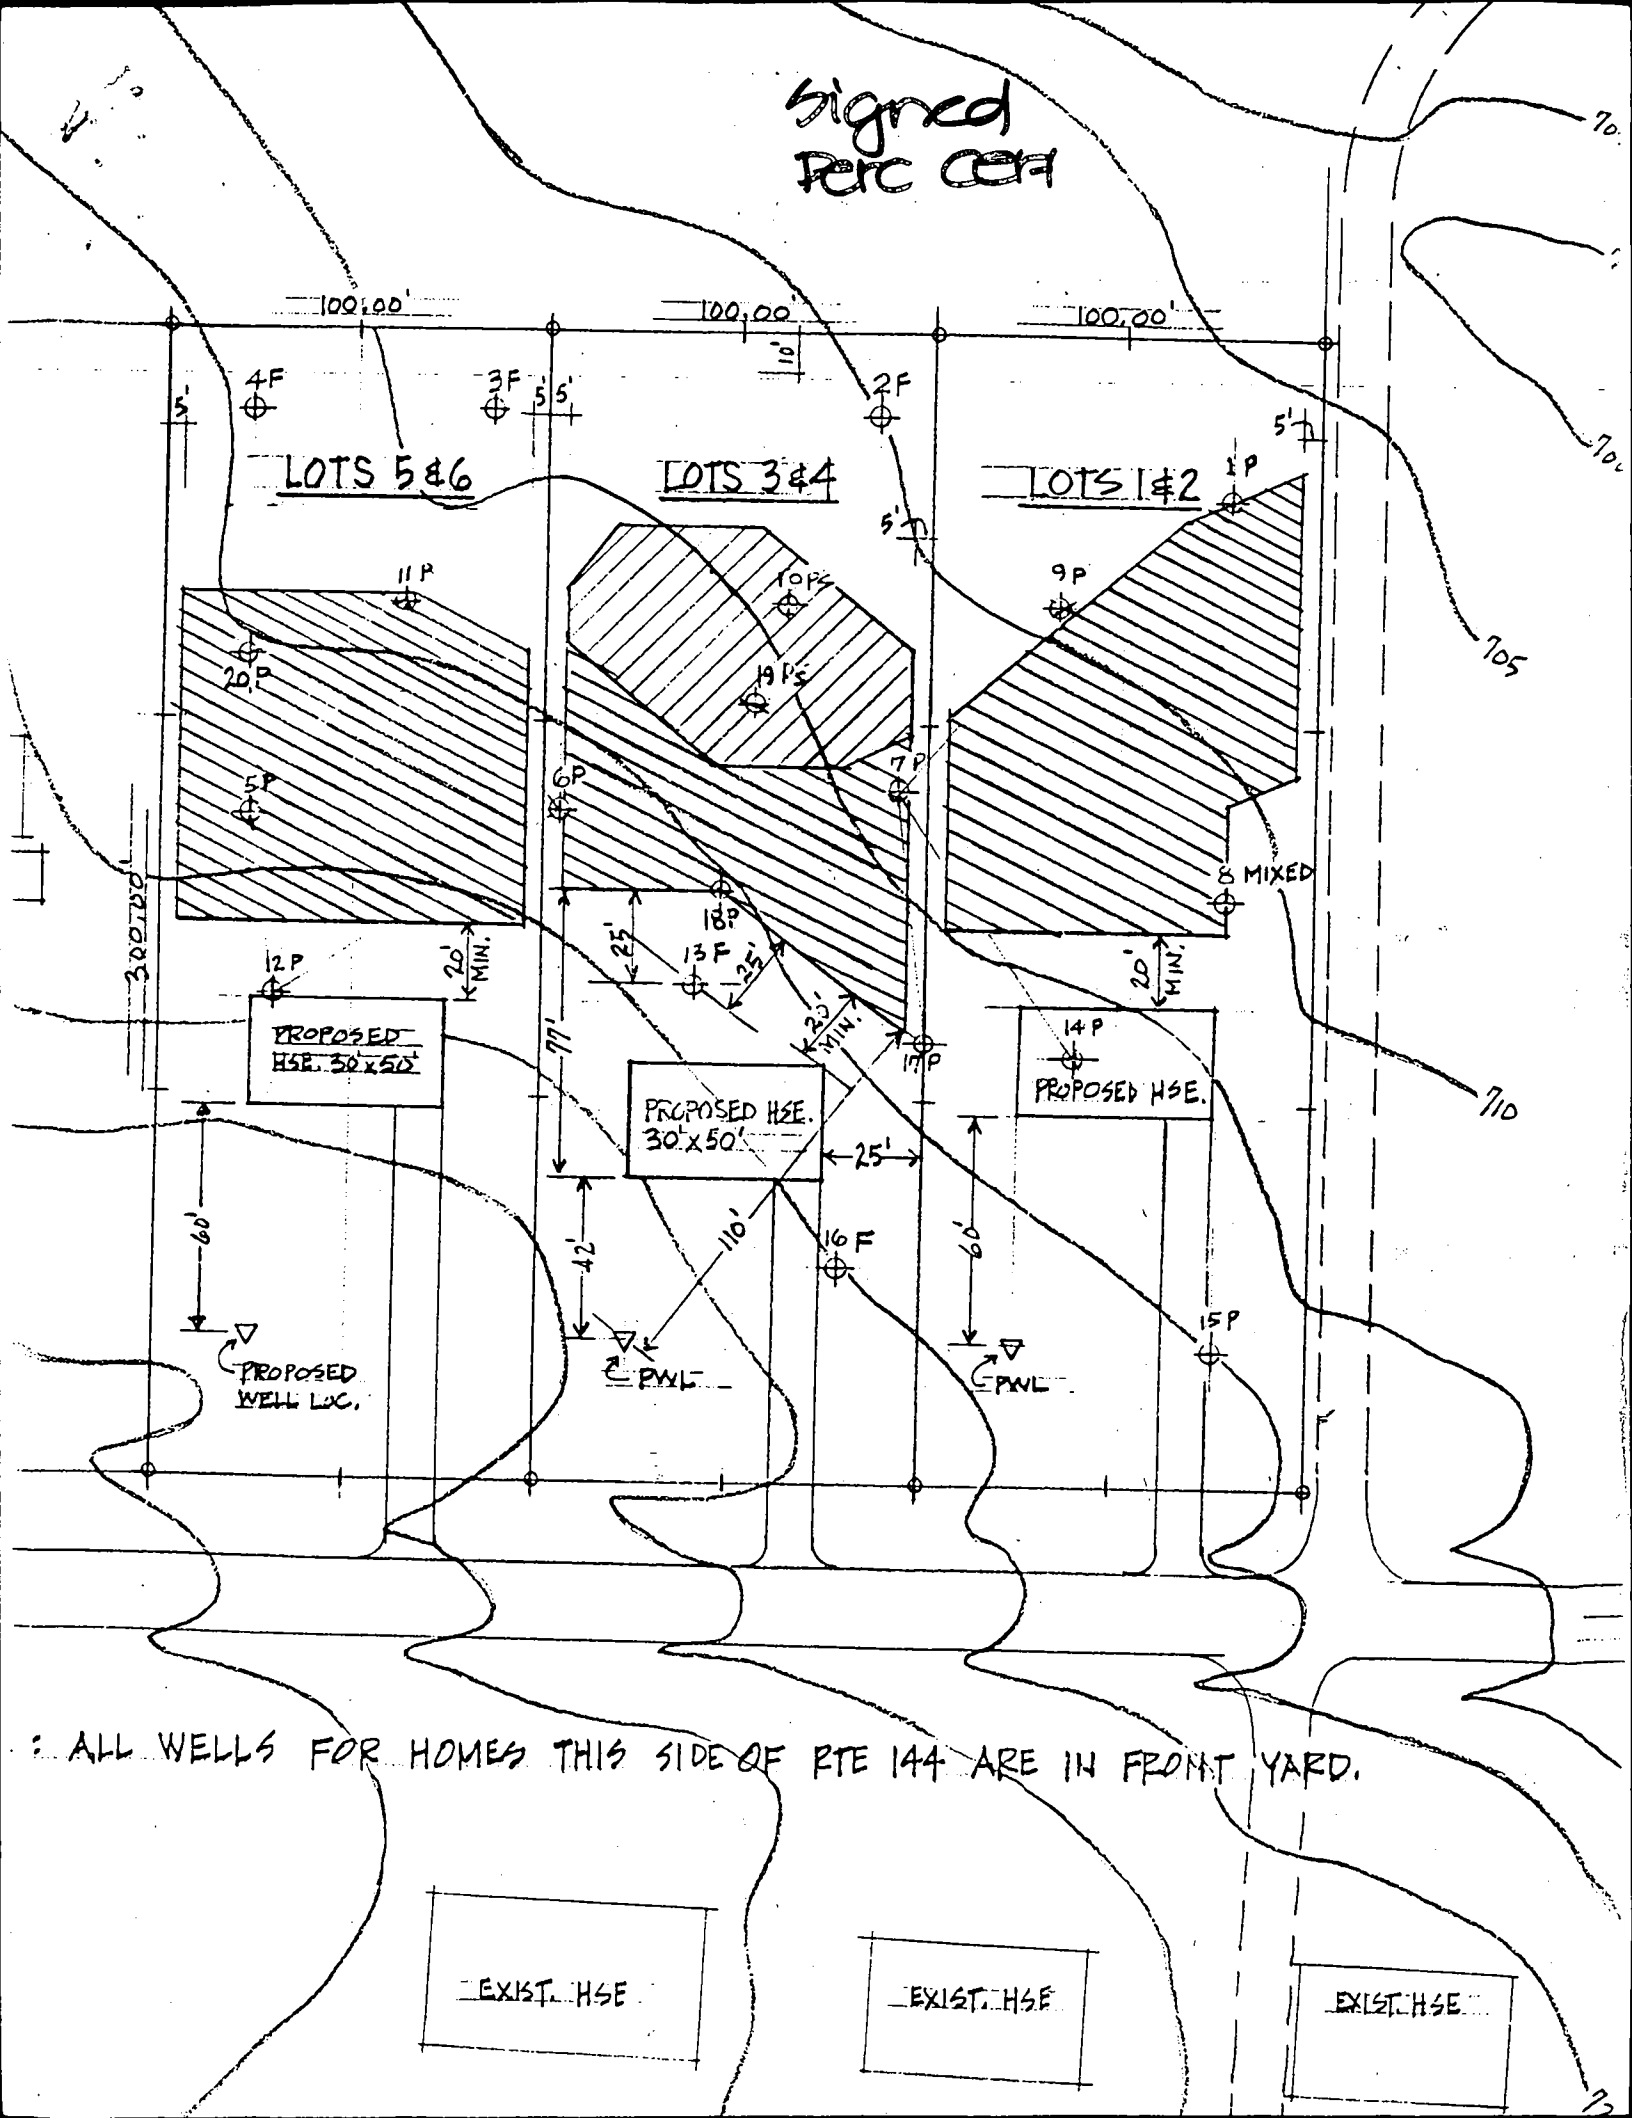 Signed
Perc Cert
100.00'
100.00'
100.00'
10'
4F
3F
2F
5'
5'
5'
5'
1P
LOTS 5&6
LOTS 3&4
LOTS 1&2
5'
11P
10PS
9P
705
20P
19PS
5P
6P
7P
8 MIXED
300.00'
18P
20' MIN.
25'
13F
25'
20' MIN.
12P
77'
25' MIN.
17P
14P
PROPOSED
HSE. 30'x50'
PROPOSED HSE.
30'x50'
PROPOSED HSE.
710
25'
60'
42'
110'
16F
60'
15P
PROPOSED
WELL LOC.
PWL
PWL
: ALL WELLS FOR HOMES THIS SIDE OF RTE 144 ARE IN FRONT YARD.
EXIST. HSE
EXIST. HSE
EXIST. HSE